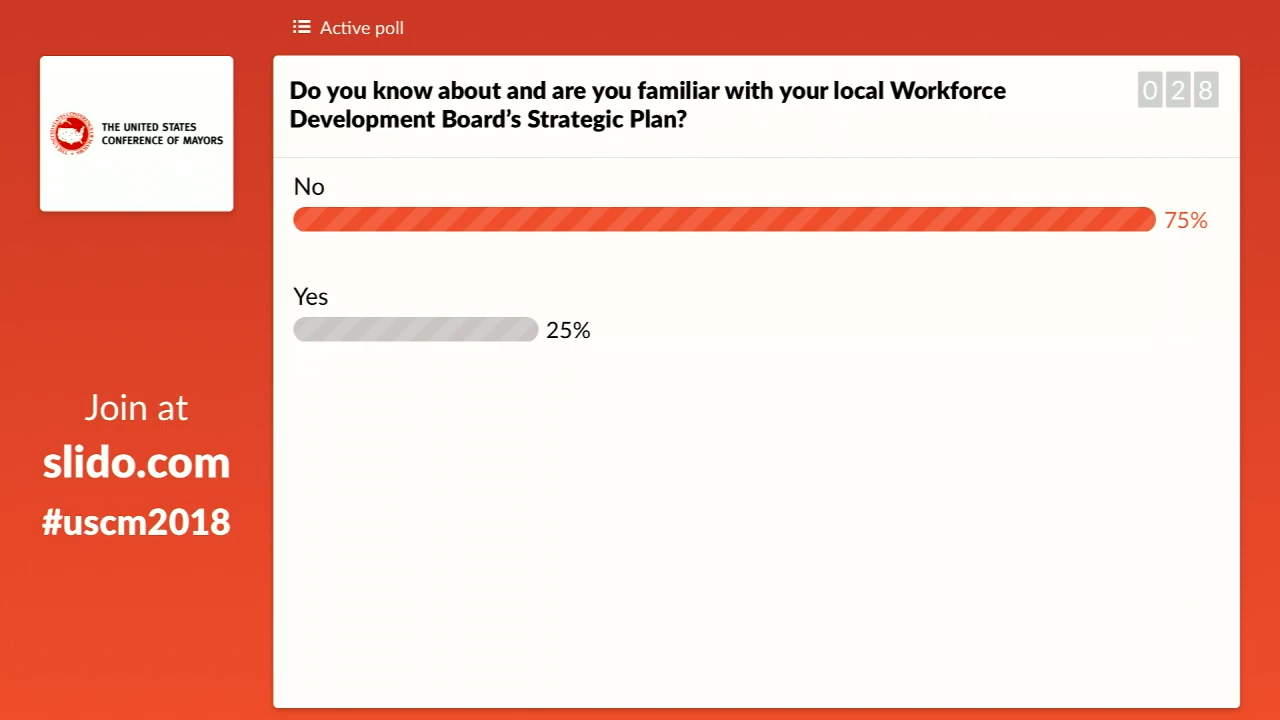 Active poll
THE UNITED STATES
CONFERENCE OF MAYORS
Do you know about and are you familiar with your local Workforce
Development Board’s Strategic Plan?
028
No
75%
Yes
25%
Join at
slido.com
#uscm2018